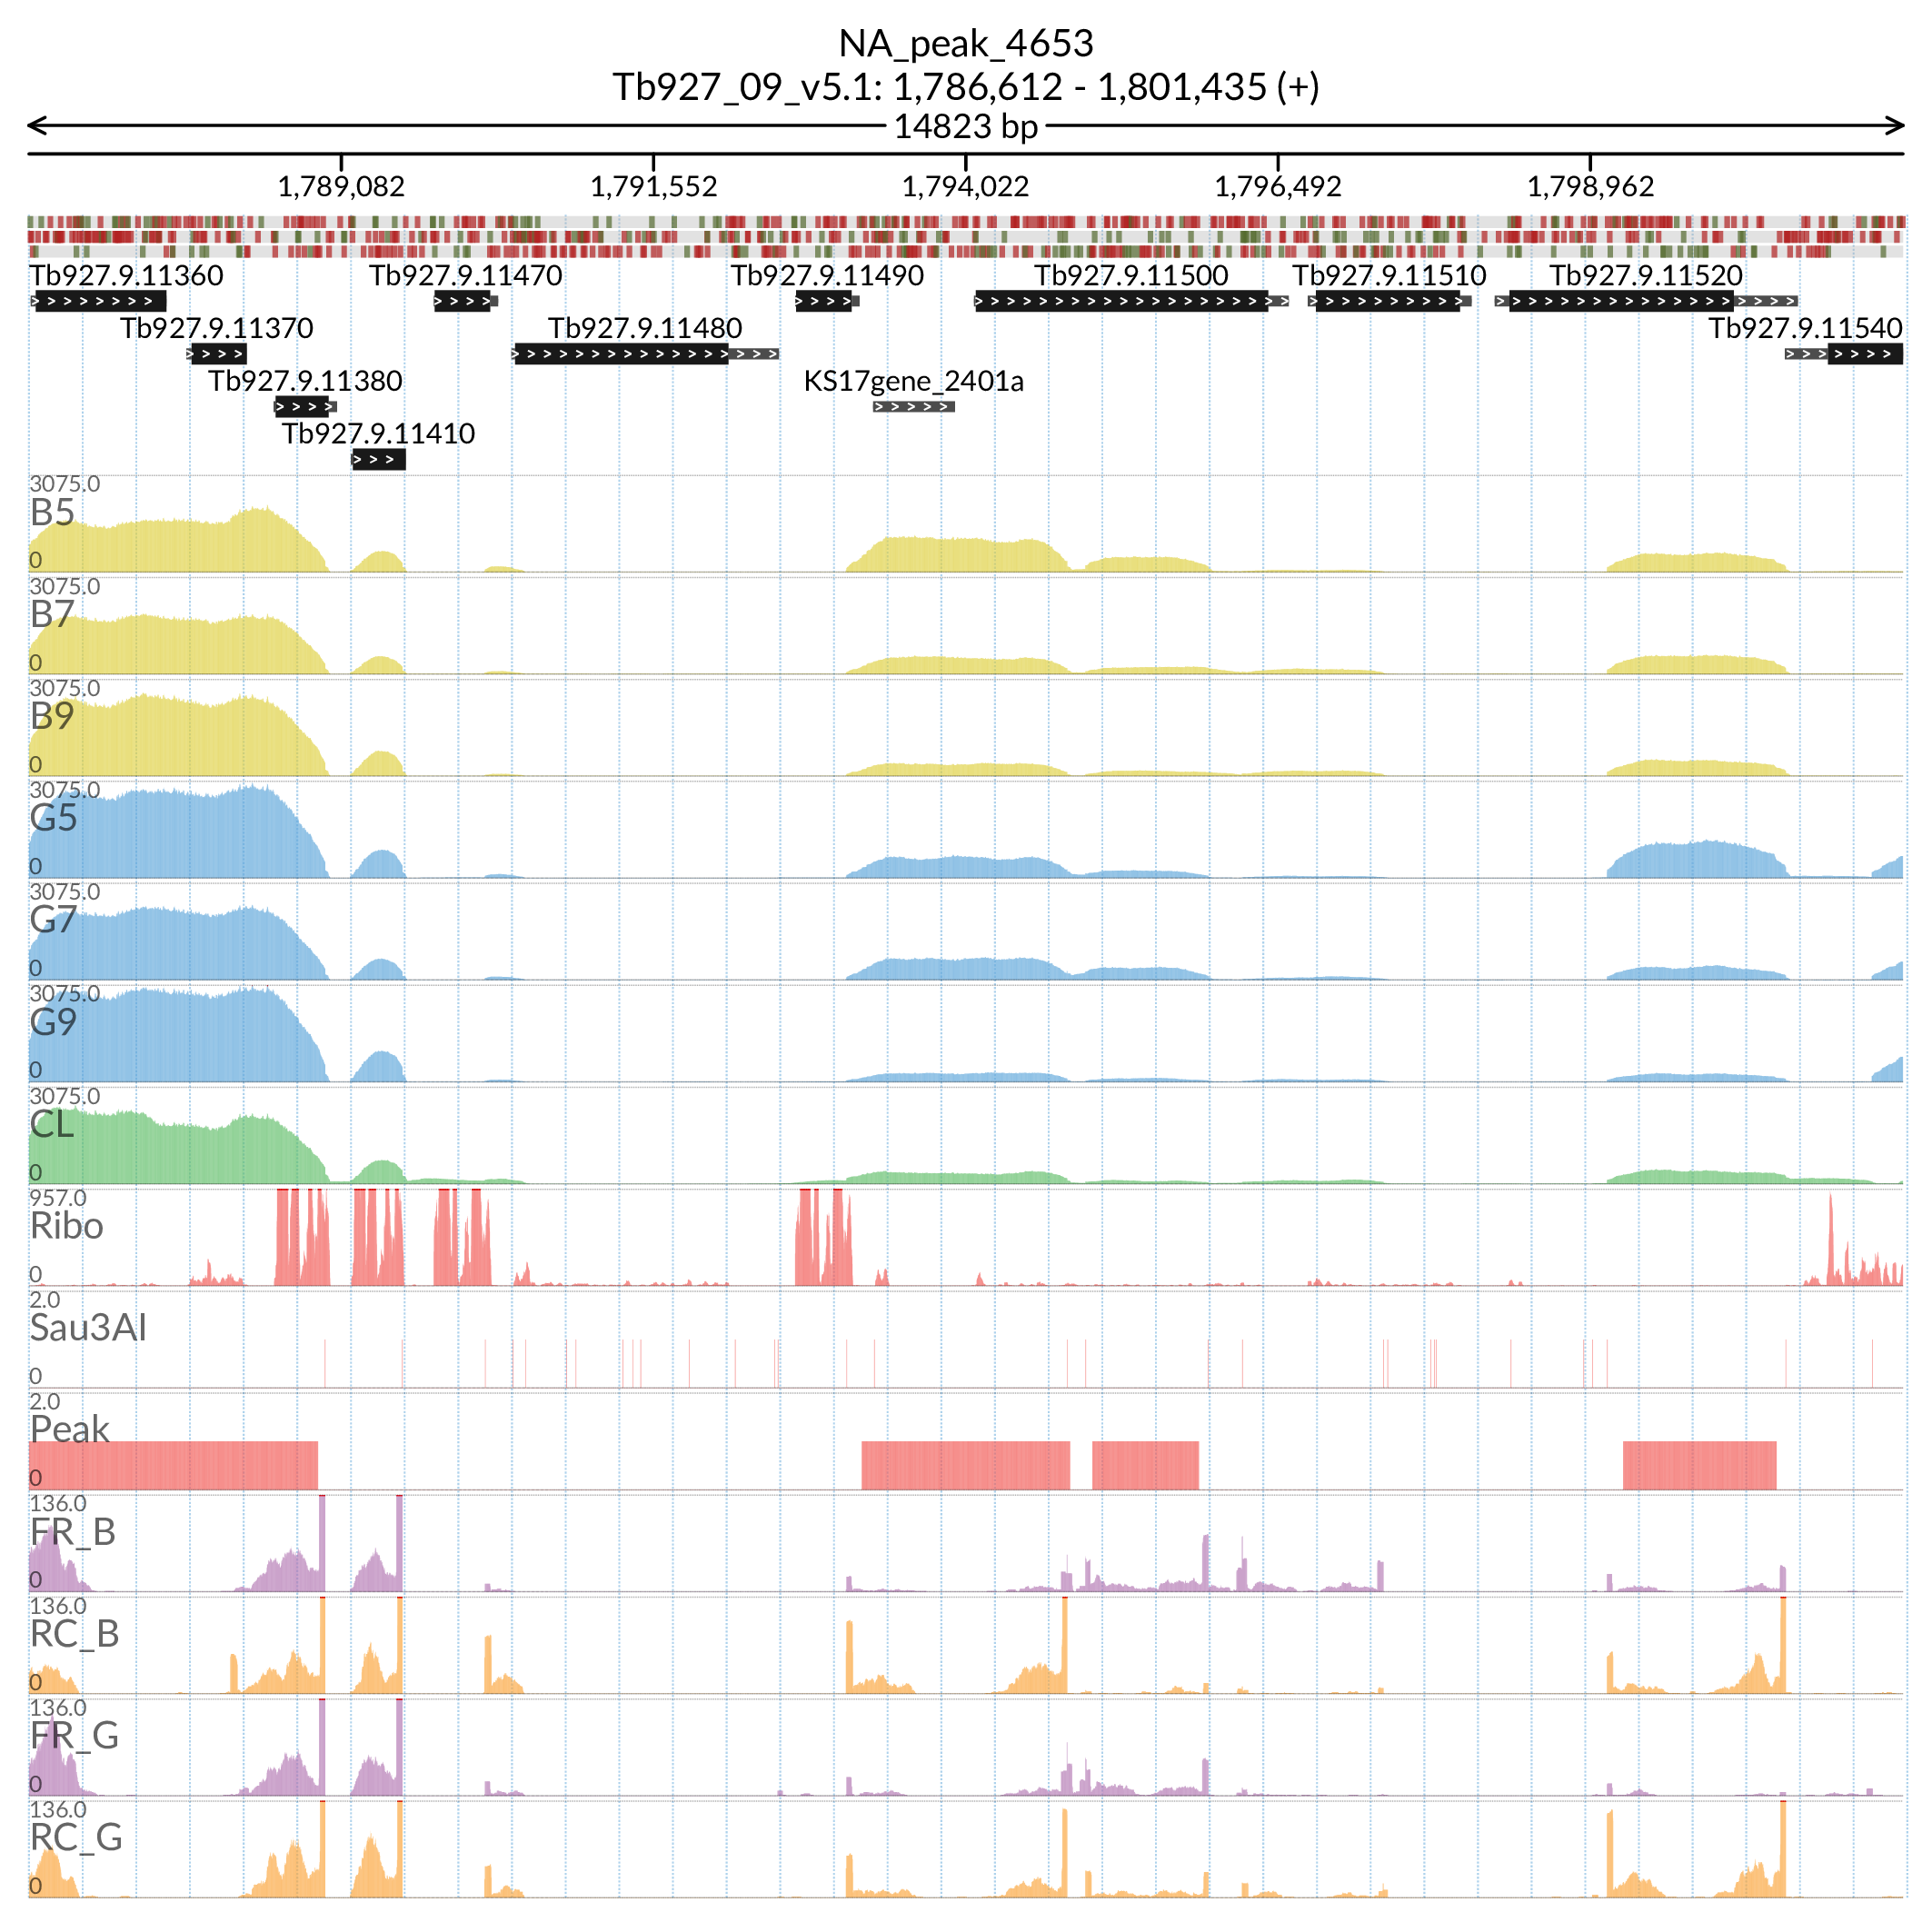 NA_peak_4653
Tb927_09_v5.1: 1,786,612 - 1,801,435 (+)
14823 bp
1,789,082 1,791,552 1,794,022 1,796,492 1,798,962
Tb927.9.11360 Tb927.9.11470 Tb927.9.11490 Tb927.9.11500 Tb927.9.11510 Tb927.9.11520
Tb927.9.11370 Tb927.9.11480 Tb927.9.11540
Tb927.9.11380 KS17gene_2401a
Tb927.9.11410
3075.0
B5
0
3075.0
B7
0
3075.0
B9
0
3075.0
G5
0
3075.0
G7
0
3075.0
G9
0
3075.0
CL
0
957.0
Ribo
0
2.0
Sau3AI
0
2.0
Peak
0
136.0
FR_B
0
136.0
RC_B
0
136.0
FR_G
0
136.0
RC_G
0